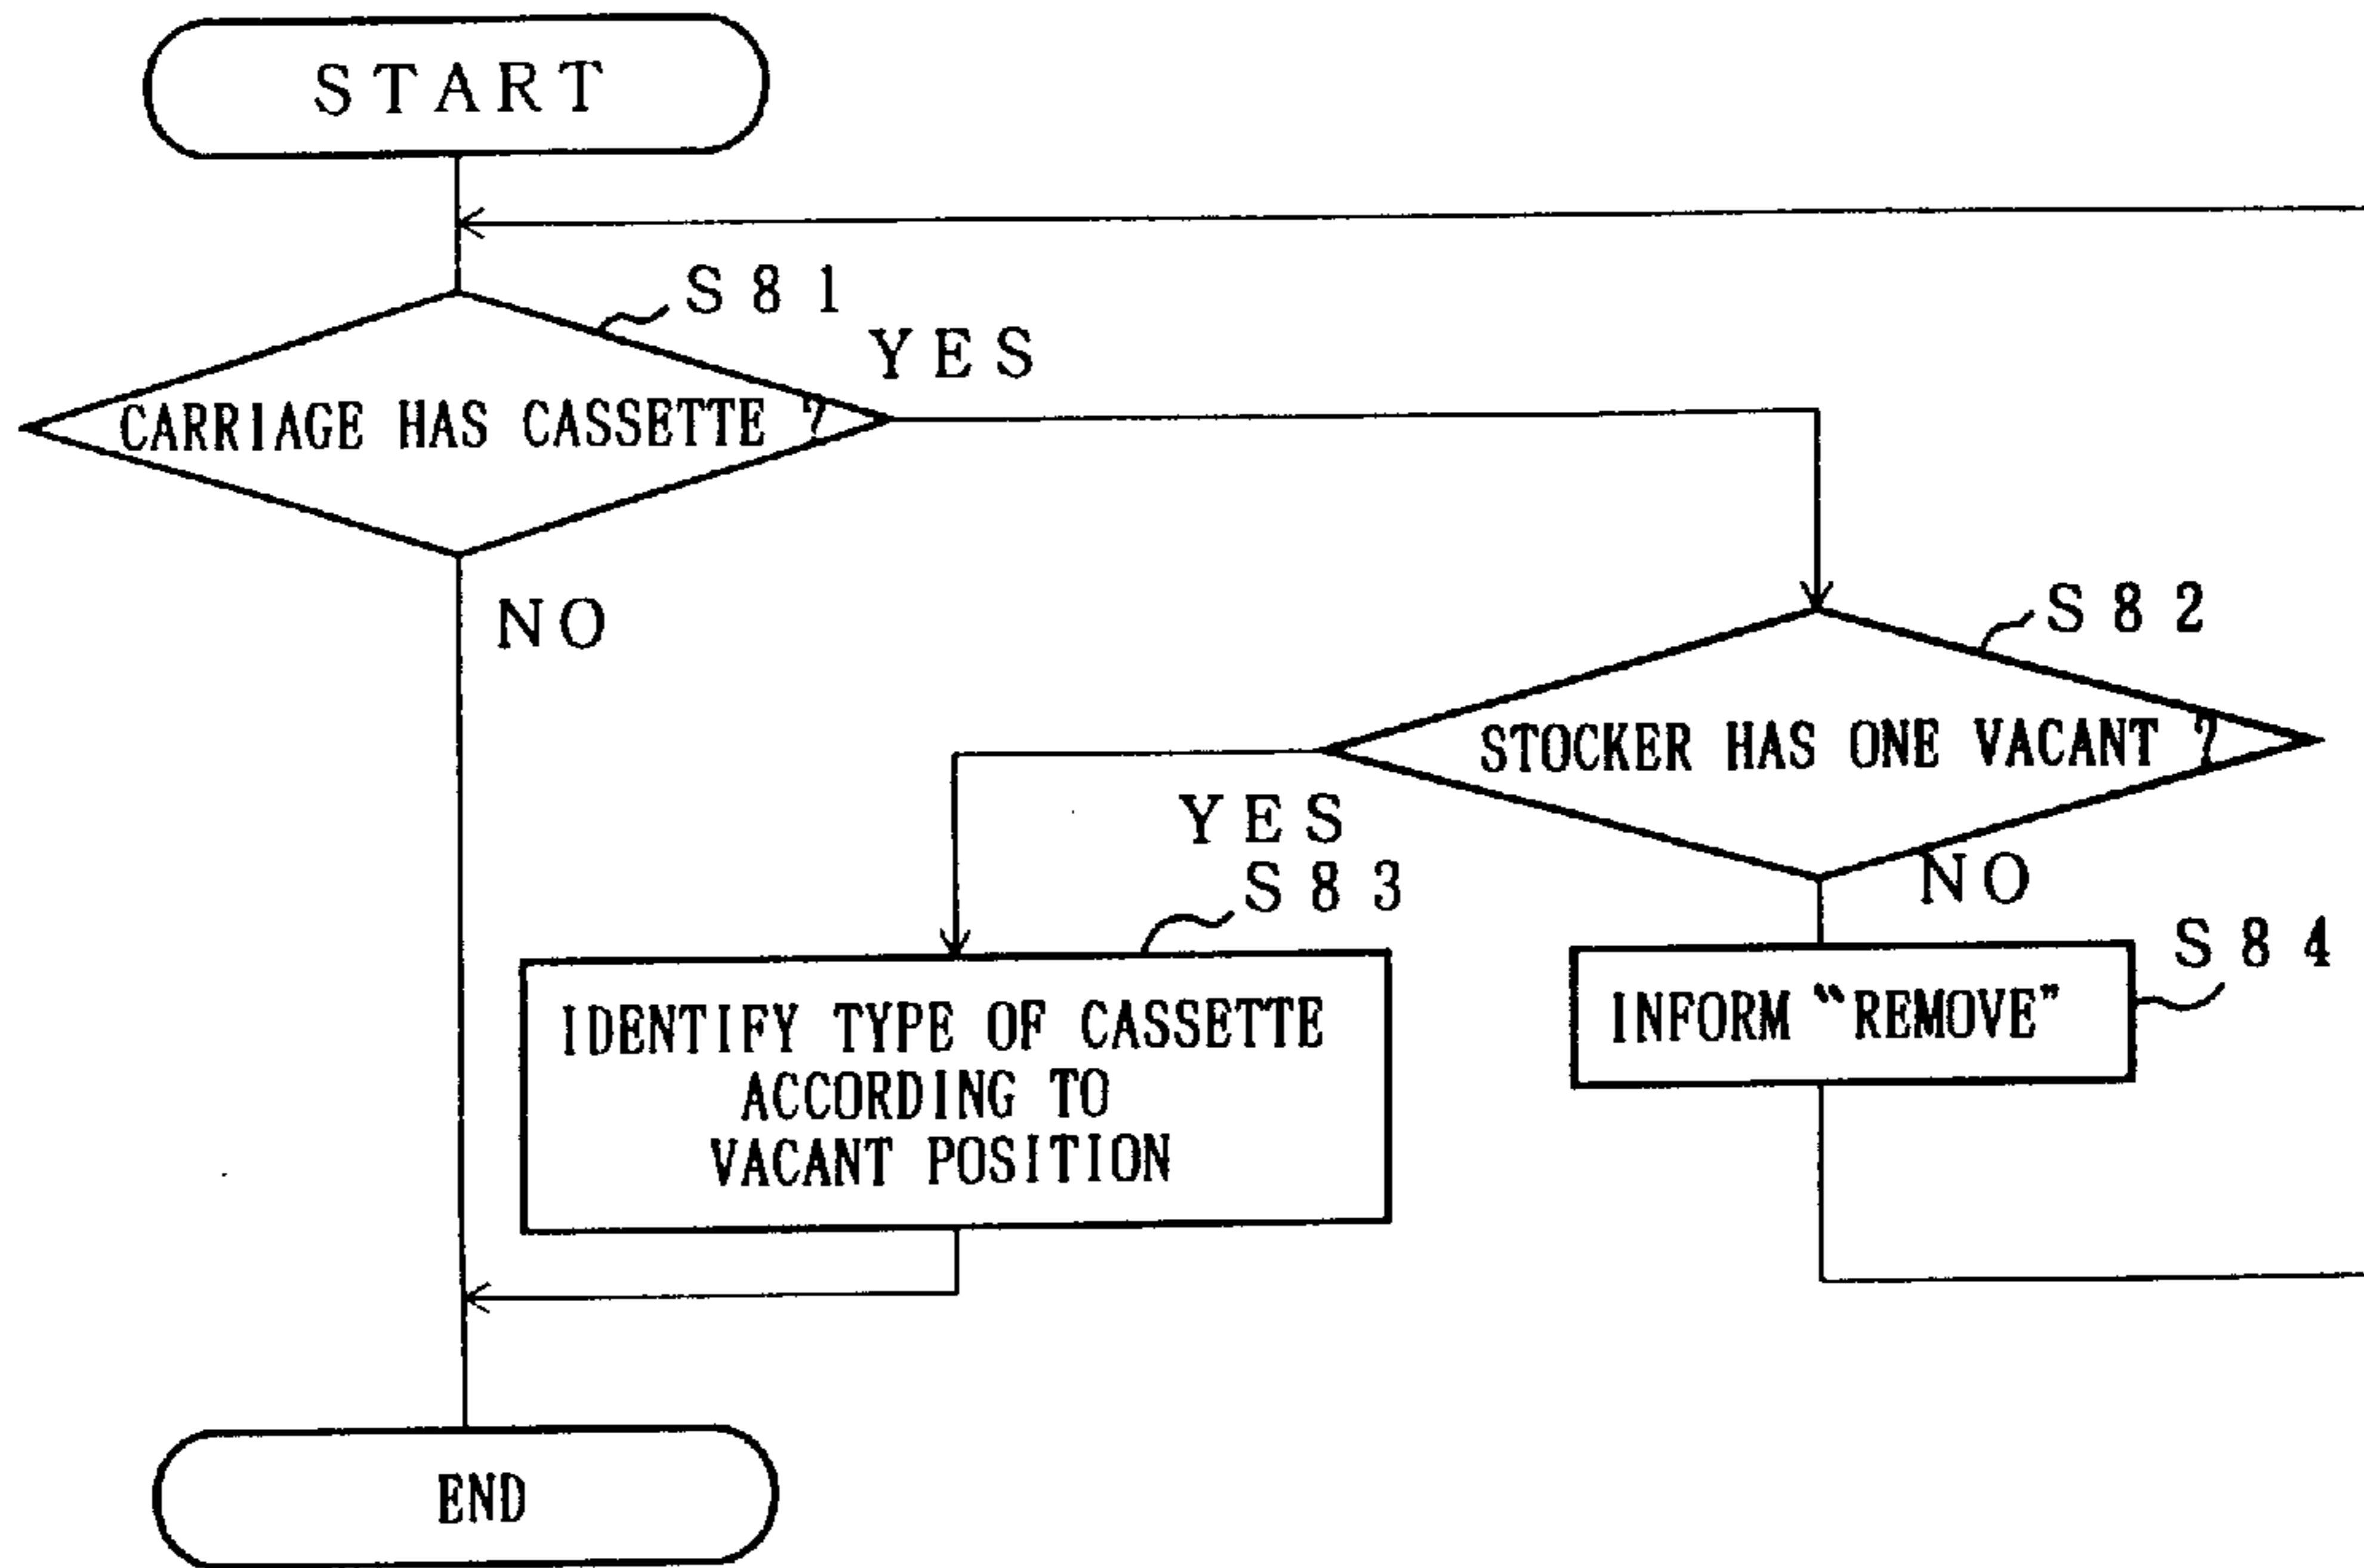 START
S81
YES
CARRIAGE HAS CASSETTE ?
NO
S82
STOCKER HAS ONE VACANT ?
YES
NO
S83
S84
IDENTIFY TYPE OF CASSETTE
ACCORDING TO
VACANT POSITION
INFORM “REMOVE”
END